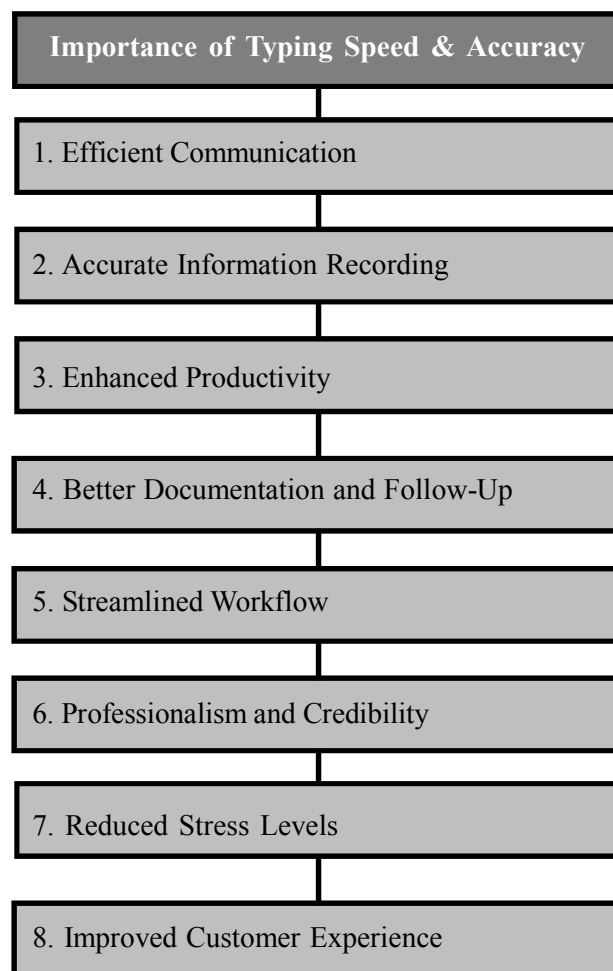 Importance of Typing Speed & Accuracy
1. Efficient Communication
2. Accurate Information Recording
3. Enhanced Productivity
4. Better Documentation and Follow-Up
5. Streamlined Workflow
6. Professionalism and Credibility
7. Reduced Stress Levels
8. Improved Customer Experience